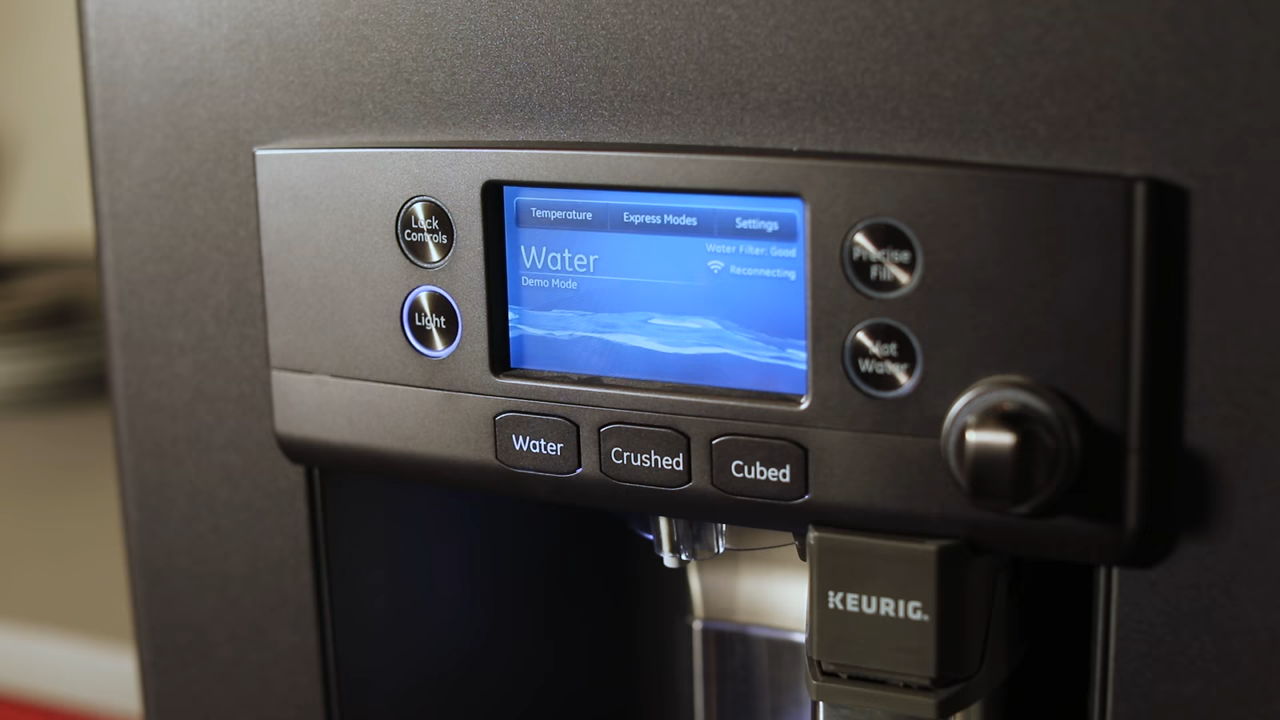 Lock
Controls
Light
Temperature
Express Modes
Settings
Water
Demo Mode
Water Filter: Good
Reconnecting
Precise
Fill
Hot
Water
Water
Crushed
Cubed
KEURIG.